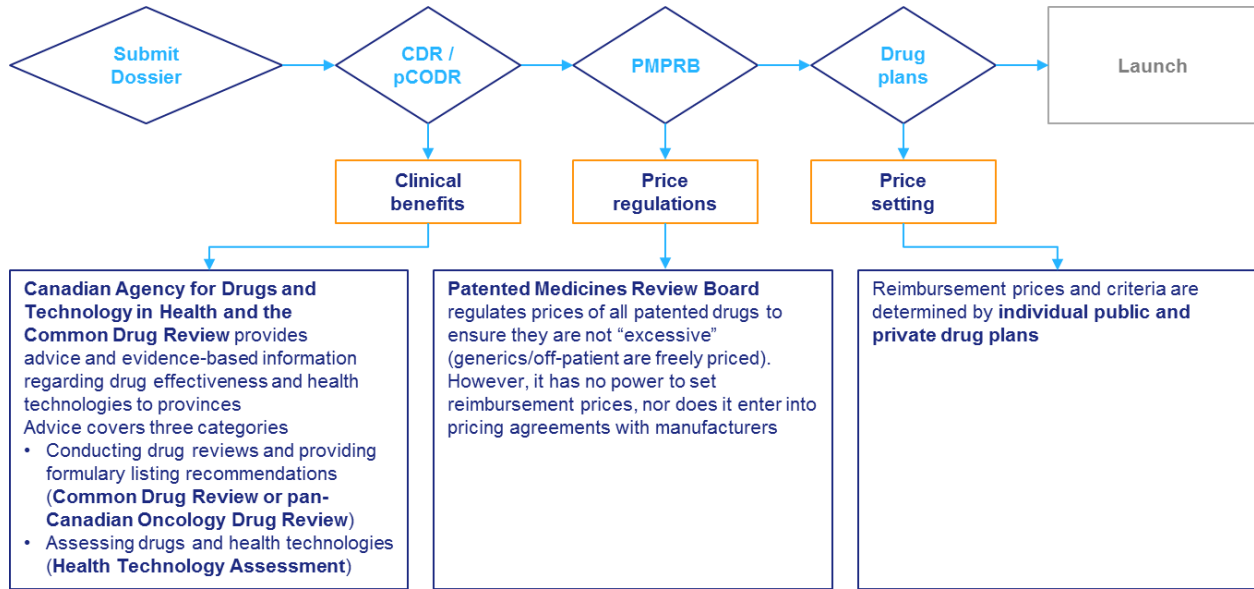 Submit
Dossier
CDR /
pCODR
PMPRB
Drug
plans
Launch
Clinical
benefits
Price
regulations
Price
setting
Canadian Agency for Drugs and
Technology in Health and the
Common Drug Review provides
advice and evidence-based information
regarding drug effectiveness and health
technologies to provinces
Advice covers three categories
• Conducting drug reviews and providing
formulary listing recommendations
(Common Drug Review or pan-
Canadian Oncology Drug Review)
• Assessing drugs and health technologies
(Health Technology Assessment)
Patented Medicines Review Board
regulates prices of all patented drugs to
ensure they are not “excessive”
(generics/off-patient are freely priced).
However, it has no power to set
reimbursement prices, nor does it enter into
pricing agreements with manufacturers
Reimbursement prices and criteria are
determined by individual public and
private drug plans